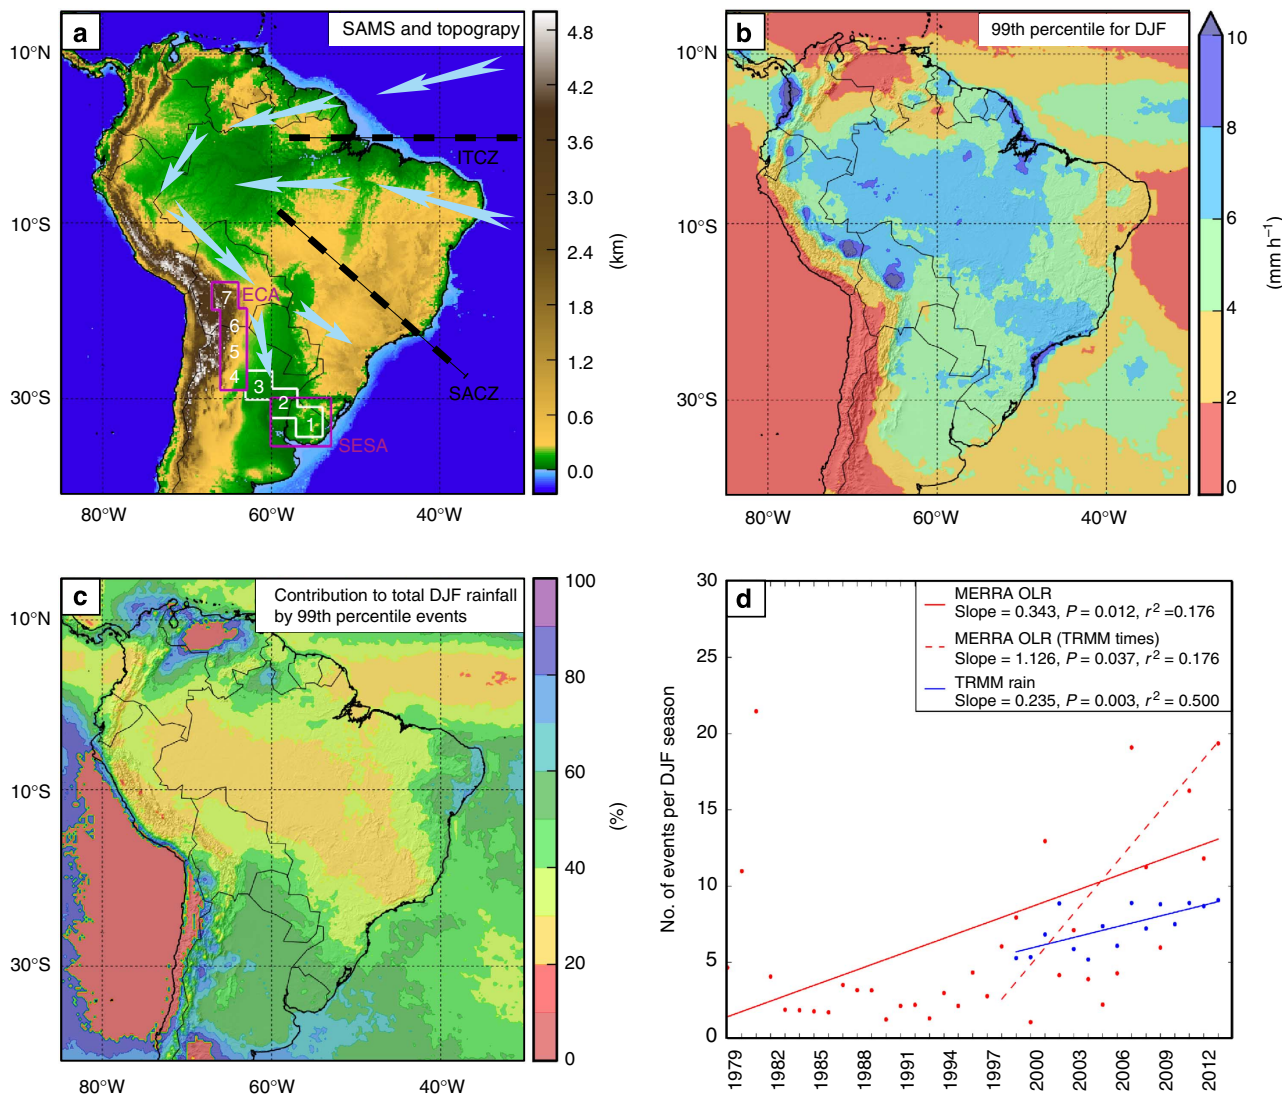 a
SAMS and topograpy
10°N
10°S
30°S
80°W
60°W
40°W
ITCZ
SACZ
ECA
SESA
7
6
5
4
3
2
1
4.8
4.2
3.6
3.0
2.4
1.8
1.2
0.6
0.0
(km)
b
99th percentile for DJF
10°N
10°S
30°S
80°W
60°W
40°W
10
8
6
4
2
0
(mm h⁻¹)
c
Contribution to total DJF rainfall
by 99th percentile events
10°N
10°S
30°S
80°W
60°W
40°W
100
80
60
40
20
0
(%)
d
MERRA OLR
Slope = 0.343, P = 0.012, r² =0.176
MERRA OLR (TRMM times)
Slope = 1.126, P = 0.037, r² = 0.176
TRMM rain
Slope = 0.235, P = 0.003, r² = 0.500
No. of events per DJF season
30
25
20
15
10
5
0
1979
1982
1985
1988
1991
1994
1997
2000
2003
2006
2009
2012